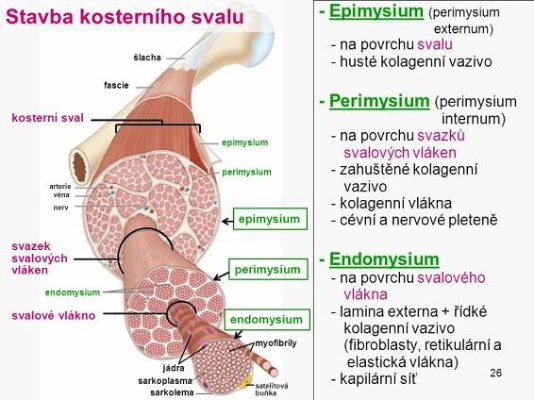 Stavba kosterního svalu
šlacha
fascie
kosterní sval
epimysium
perimysium
arterie
véna
nerv
epimysium
svazek
svalových
vláken
perimysium
endomysium
svalové vlákno
endomysium
myofibrily
jádra
sarkoplasma
sarkolema
satelitová
buňka
- Epimysium (perimysium
externum)
- na povrchu svalu
- husté kolagenní vazivo
- Perimysium (perimysium
internum)
- na povrchu svazků
svalových vláken
- zahuštěné kolagenní
vazivo
- kolagenní vlákna
- cévní a nervové pleteně
- Endomysium
- na povrchu svalového
vlákna
- lamina externa + řídké
kolagenní vazivo
(fibroblasty, retikulární a
elastická vlákna)
- kapilární síť
26